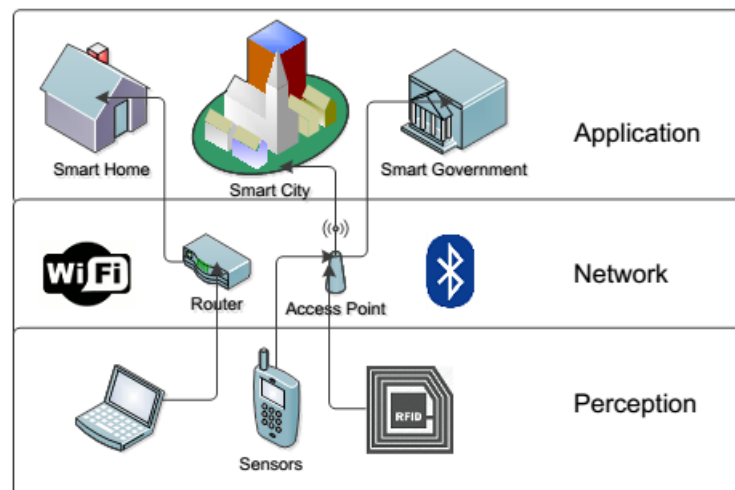 Smart Home
Smart City
Smart Government
Application
WiFi
Router
Access Point
Network
RFID
Sensors
Perception